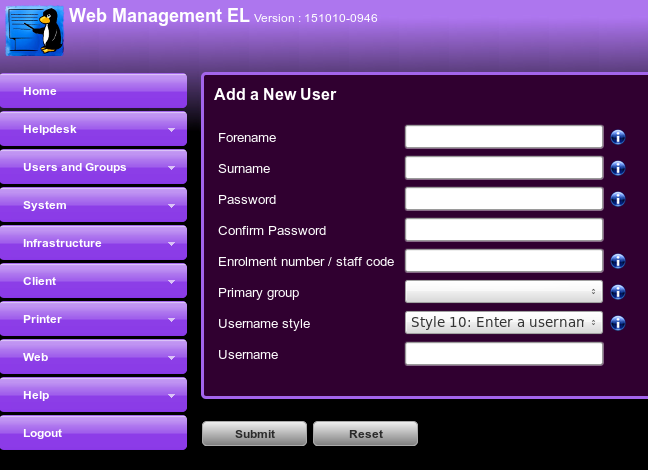 Web Management EL Version : 151010-0946
Home
Helpdesk
Users and Groups
System
Infrastructure
Client
Printer
Web
Help
Logout
Add a New User
Forename
Surname
Password
Confirm Password
Enrolment number / staff code
Primary group
Username style Style 10: Enter a usernam
Username
Submit Reset